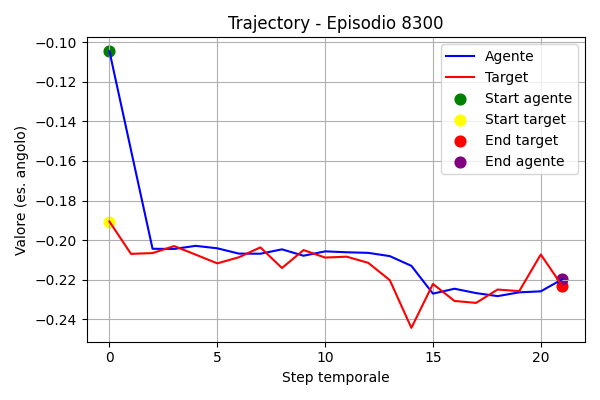 Trajectory - Episodio 8300
Valore (es. angolo)
−0.10
−0.12
−0.14
−0.16
−0.18
−0.20
−0.22
−0.24
Agente
Target
Start agente
Start target
End target
End agente
0
5
10
15
20
Step temporale